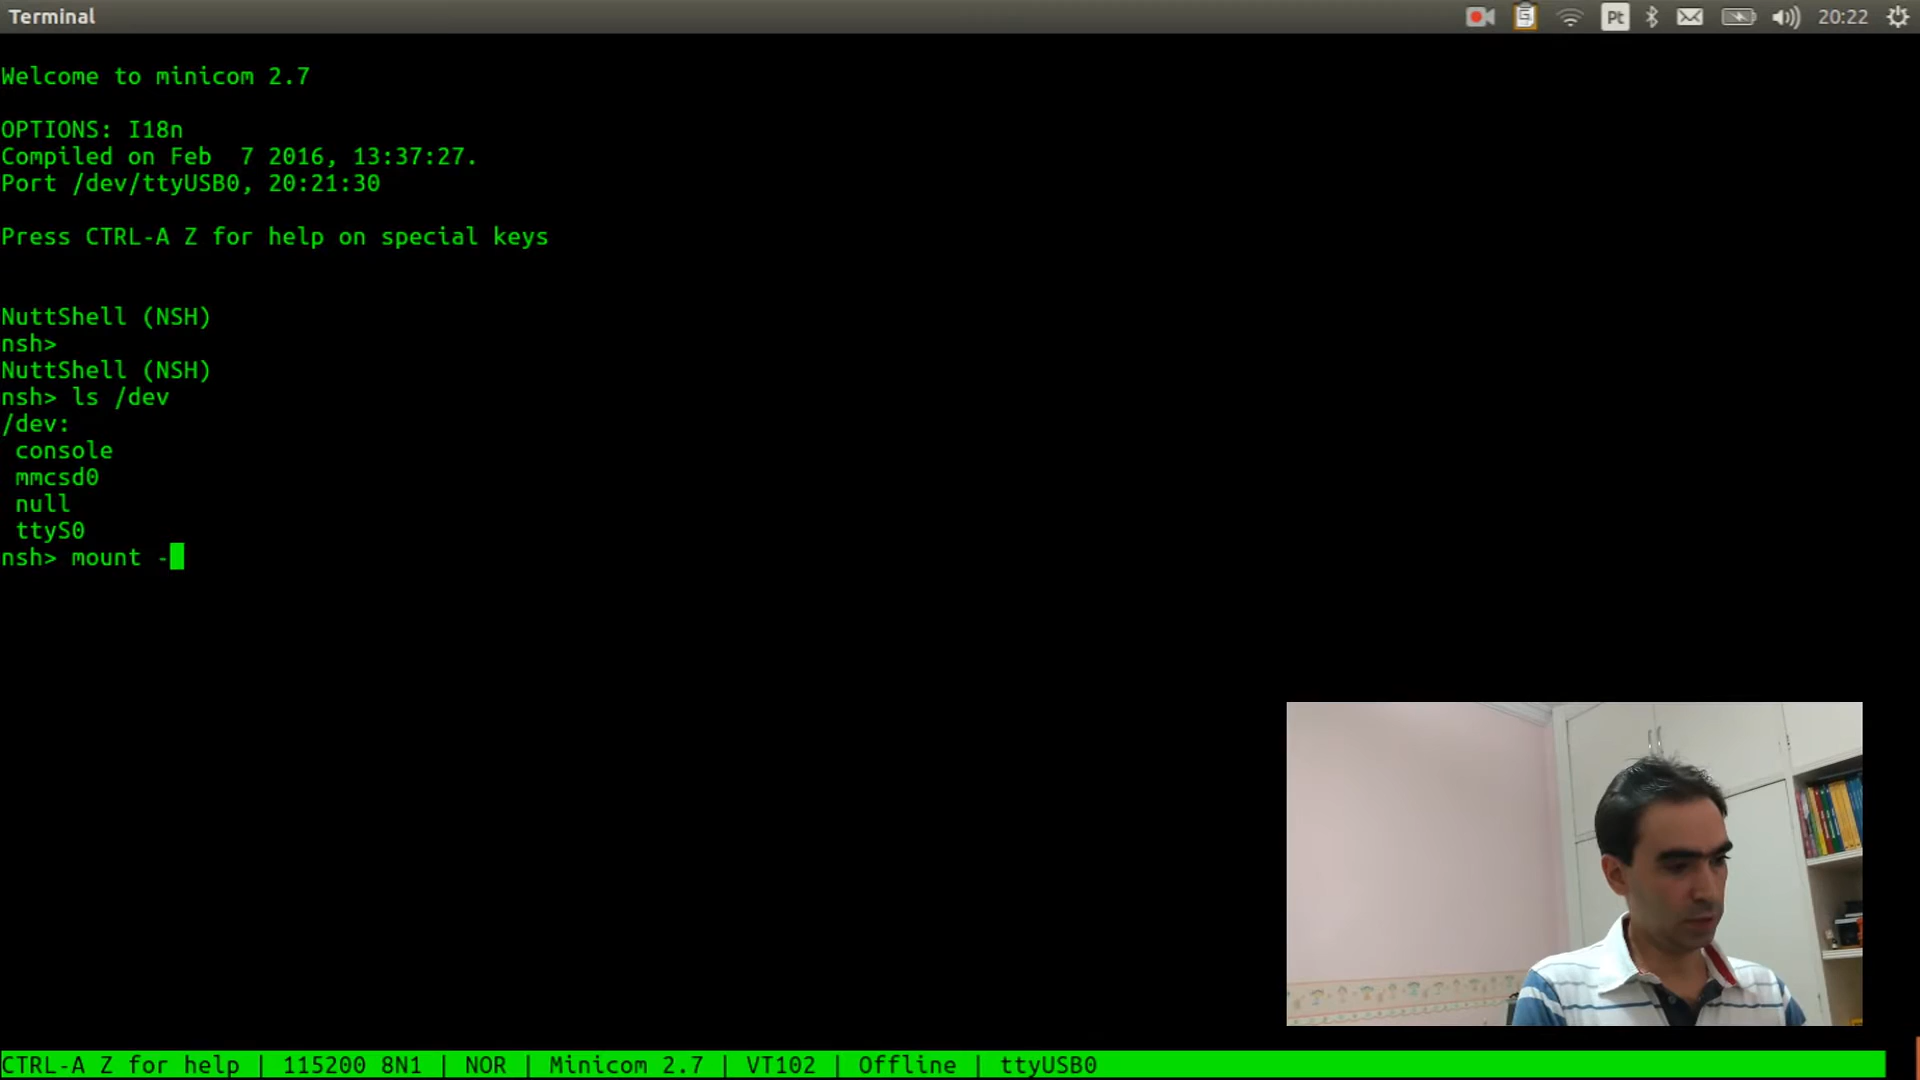 Terminal
Pt
20:22
Welcome to minicom 2.7
OPTIONS: I18n
Compiled on Feb  7 2016, 13:37:27.
Port /dev/ttyUSB0, 20:21:30
Press CTRL-A Z for help on special keys
NuttShell (NSH)
nsh>
NuttShell (NSH)
nsh> ls /dev
/dev:
 console
 mmcsd0
 null
 ttyS0
nsh> mount -
CTRL-A Z for help | 115200 8N1 | NOR | Minicom 2.7 | VT102 | Offline | ttyUSB0